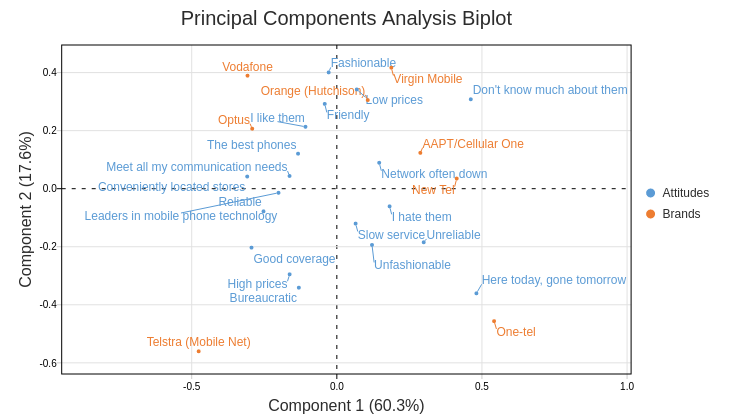 Principal Components Analysis Biplot
Component 2 (17.6%)
0.4
0.2
0.0
-0.2
-0.4
-0.6
Fashionable
Vodafone
Virgin Mobile
Don't know much about them
Orange (Hutchison)
Low prices
Friendly
Optus
I like them
The best phones
AAPT/Cellular One
Meet all my communication needs
Network often down
Conveniently located stores
New Tel
Reliable
Leaders in mobile phone technology
I hate them
Slow service
Unreliable
Good coverage
Unfashionable
High prices
Here today, gone tomorrow
Bureaucratic
One-tel
Telstra (Mobile Net)
Attitudes
Brands
-0.5
0.0
0.5
1.0
Component 1 (60.3%)